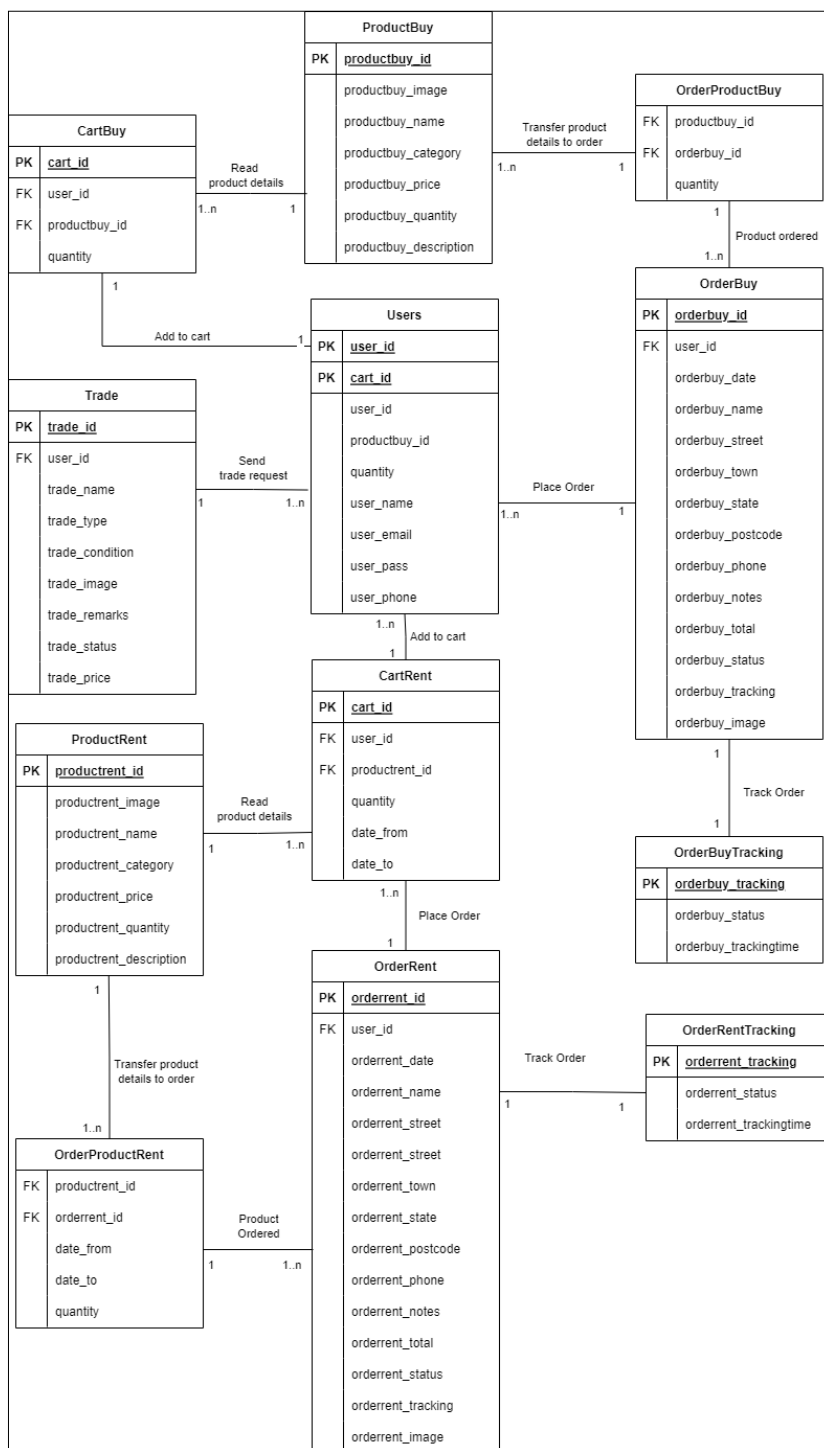 ProductBuy
PK productbuy_id
productbuy_image
productbuy_name
productbuy_category
productbuy_price
productbuy_quantity
productbuy_description
OrderProductBuy
FK productbuy_id
FK orderbuy_id
quantity
CartBuy
PK cart_id
FK user_id
FK productbuy_id
quantity
Read
product details
1..n
1
Transfer product
details to order
1..n
1
1
Product ordered
1..n
OrderBuy
PK orderbuy_id
FK user_id
orderbuy_date
orderbuy_name
orderbuy_street
orderbuy_town
orderbuy_state
orderbuy_postcode
orderbuy_phone
orderbuy_notes
orderbuy_total
orderbuy_status
orderbuy_tracking
orderbuy_image
1
Add to cart
1
Users
PK user_id
PK cart_id
user_id
productbuy_id
quantity
user_name
user_email
user_pass
user_phone
Trade
PK trade_id
FK user_id
trade_name
trade_type
trade_condition
trade_image
trade_remarks
trade_status
trade_price
Send
trade request
1
1..n
Place Order
1..n
1
1..n
Add to cart
1
CartRent
PK cart_id
FK user_id
FK productrent_id
quantity
date_from
date_to
ProductRent
PK productrent_id
productrent_image
productrent_name
productrent_category
productrent_price
productrent_quantity
productrent_description
Read
product details
1
1..n
1
Track Order
1
OrderBuyTracking
PK orderbuy_tracking
orderbuy_status
orderbuy_trackingtime
1..n
Place Order
1
OrderRent
PK orderrent_id
FK user_id
orderrent_date
orderrent_name
orderrent_street
orderrent_street
orderrent_town
orderrent_state
orderrent_postcode
orderrent_phone
orderrent_notes
orderrent_total
orderrent_status
orderrent_tracking
orderrent_image
Track Order
1
1
OrderRentTracking
PK orderrent_tracking
orderrent_status
orderrent_trackingtime
1
Transfer product
details to order
1..n
OrderProductRent
FK productrent_id
FK orderrent_id
date_from
date_to
quantity
Product
Ordered
1
1..n